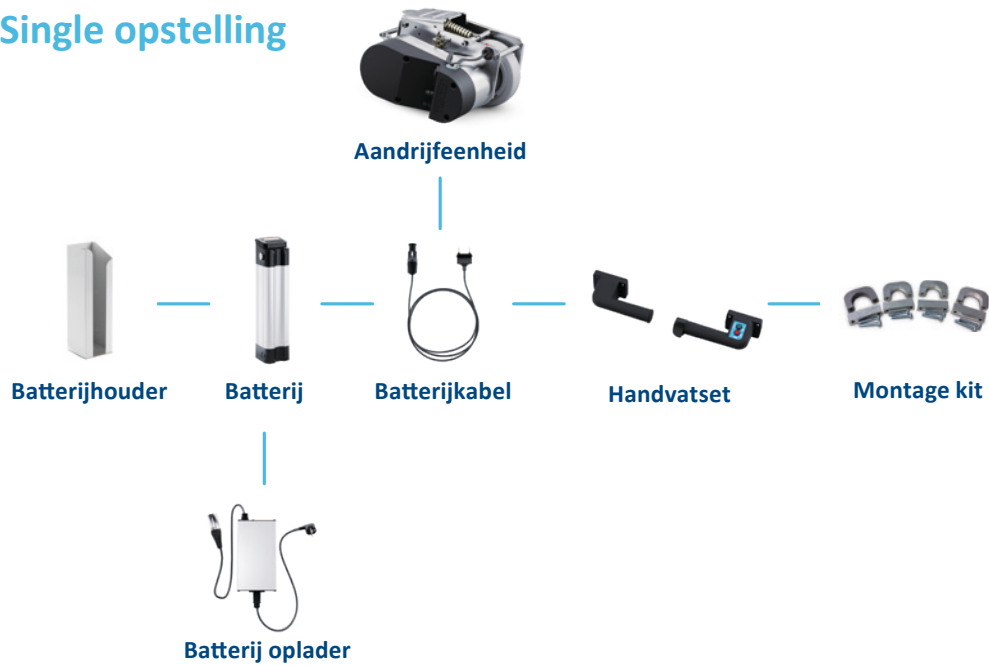 Single opstelling
Aandrijfeenheid
Batterijhouder
Batterij
Batterijkabel
Handvatset
Montage kit
Batterij oplader